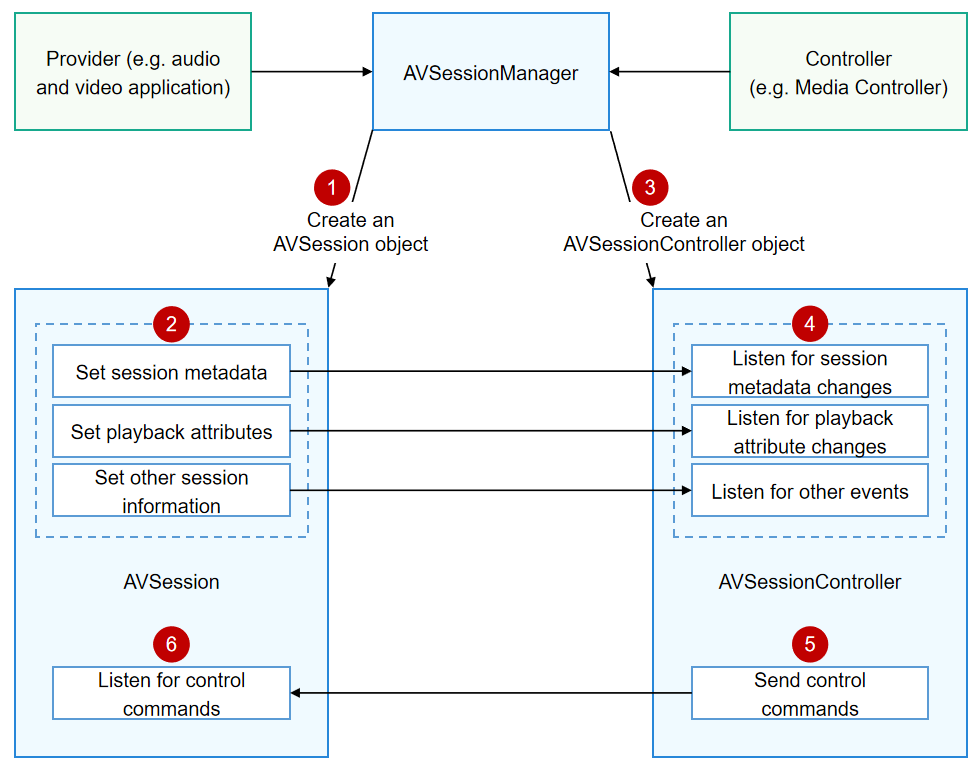 Provider (e.g. audio
and video application)
AVSessionManager
Controller
(e.g. Media Controller)
1
Create an
AVSession object
3
Create an
AVSessionController object
2
Set session metadata
Set playback attributes
Set other session
information
AVSession
4
Listen for session
metadata changes
Listen for playback
attribute changes
Listen for other events
AVSessionController
6
Listen for control
commands
5
Send control
commands